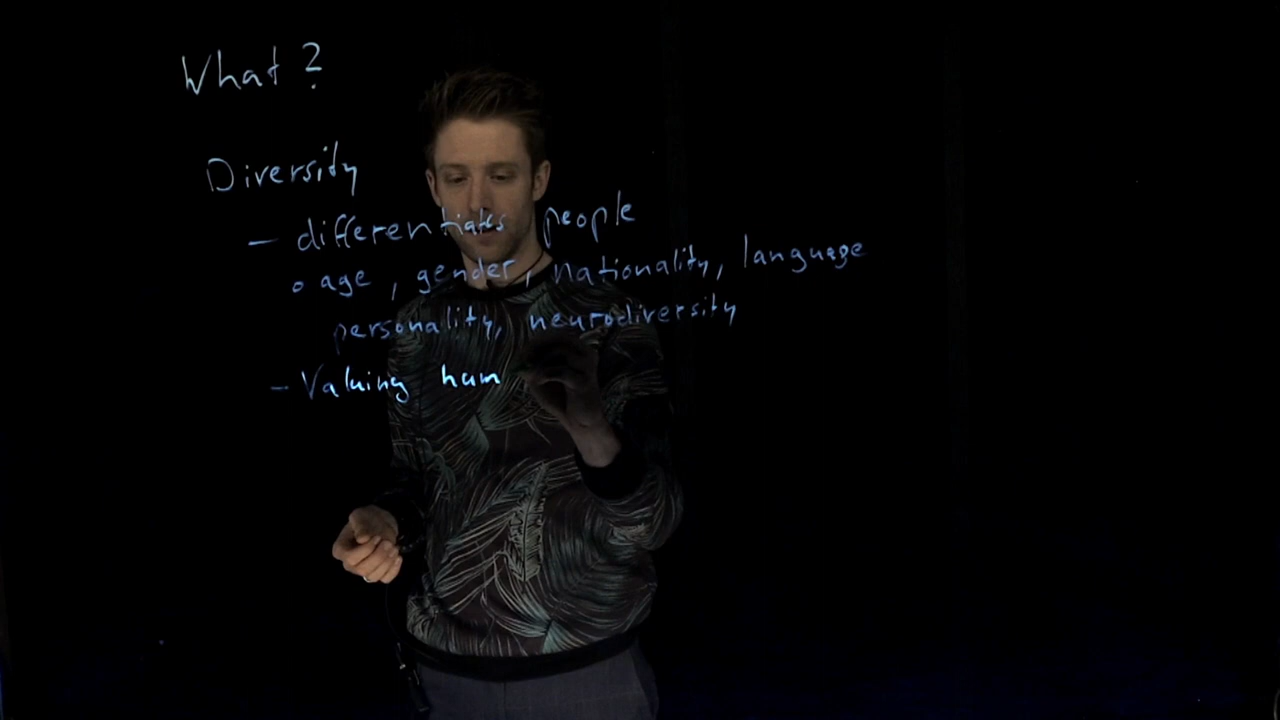 What?
Diversity
- differentiates people
o age, gender, nationality, language
personality, neurodiversity
- Valuing hum